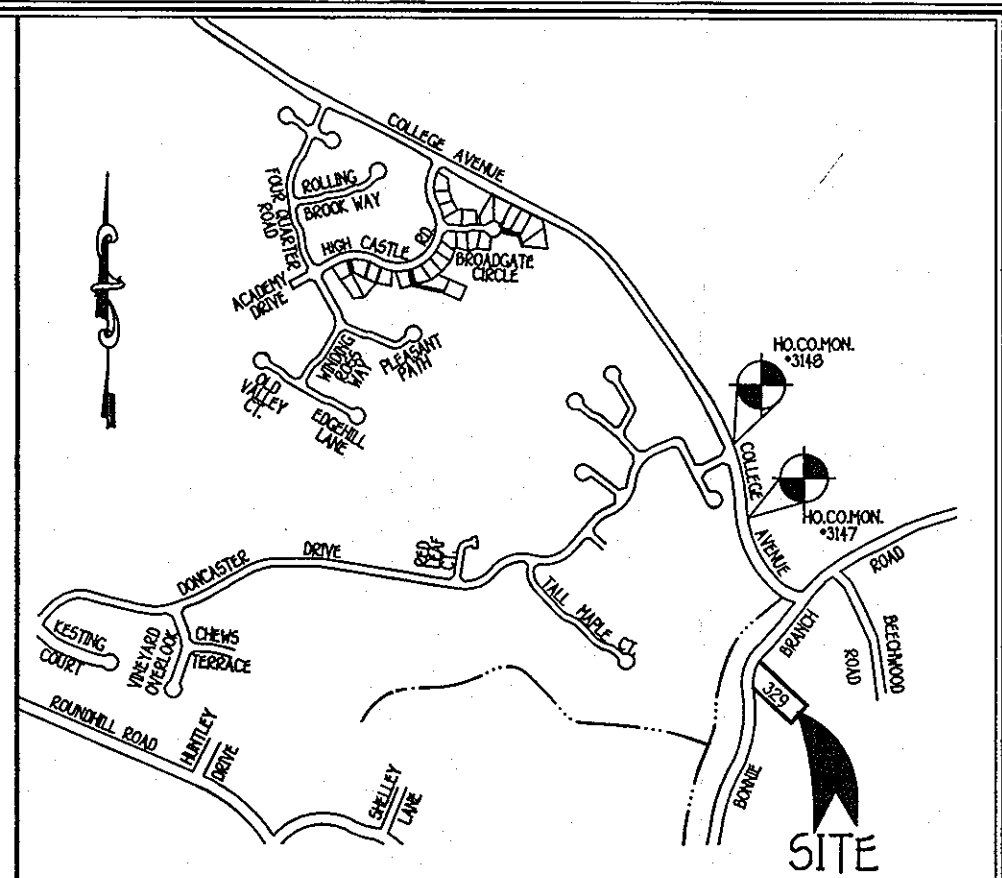 COLLEGE AVENUE
ROLLING
BROOK WAY
FOUR QUARTER
ROAD
HIGH CASTLE RD.
BROADGATE
CIRCLE
ACADEMY
DRIVE
WINDING
ROSS
WAY
PLEASANT
PATH
OLD
VALLEY
CT.
EDGEHILL
LANE
HO.CO.MON.
*3148
COLLEGE
AVENUE
HO.CO.MON.
*3147
ROAD
BRANCH
BONNIE
BEECHWOOD
ROAD
329
SITE
RED
LEAF
CT.
DONCASTER DRIVE
TALL MAPLE CT.
KESTING
COURT
VINEYARD
OVERLOOK
CHEWS
TERRACE
ROUNDHILL ROAD
HUNTLEY
DRIVE
SHELLEY
LANE